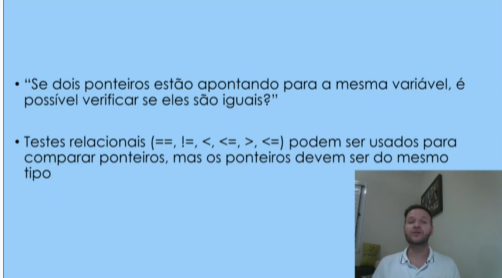 • “Se dois ponteiros estão apontando para a mesma variável, é
possível verificar se eles são iguais?”
• Testes relacionais (==, !=, <, <=, >, <=) podem ser usados para
comparar ponteiros, mas os ponteiros devem ser do mesmo
tipo